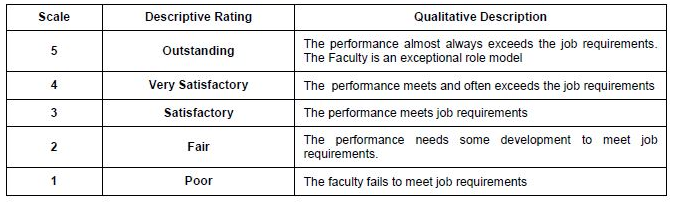 Scale Descriptive Rating Qualitative Description
5 Outstanding The performance almost always exceeds the job requirements.
The Faculty is an exceptional role model
4 Very Satisfactory The performance meets and often exceeds the job requirements
3 Satisfactory The performance meets job requirements
2 Fair The performance needs some development to meet job
requirements.
1 Poor The faculty fails to meet job requirements